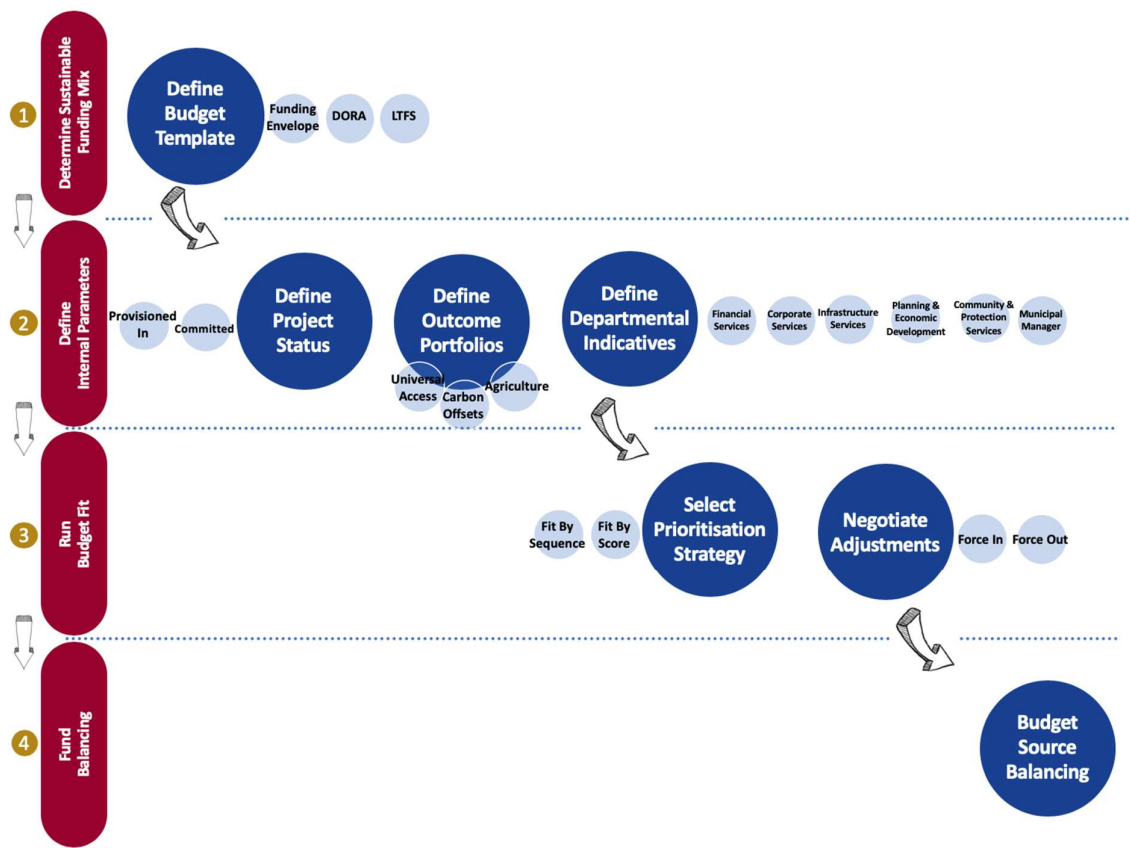 1
Determine Sustainable
Funding Mix
Define
Budget
Template
Funding
Envelope
DORA
LTFS
2
Define
Internal Parameters
Provisioned
In
Committed
Define
Project
Status
Define
Outcome
Portfolios
Universal
Access
Carbon
Offsets
Agriculture
Define
Departmental
Indicatives
Financial
Services
Corporate
Services
Infrastructure
Services
Planning &
Economic
Development
Community &
Protection
Services
Municipal
Manager
3
Run
Budget Fit
Fit By
Sequence
Fit By
Score
Select
Prioritisation
Strategy
Negotiate
Adjustments
Force In
Force Out
4
Fund
Balancing
Budget
Source
Balancing